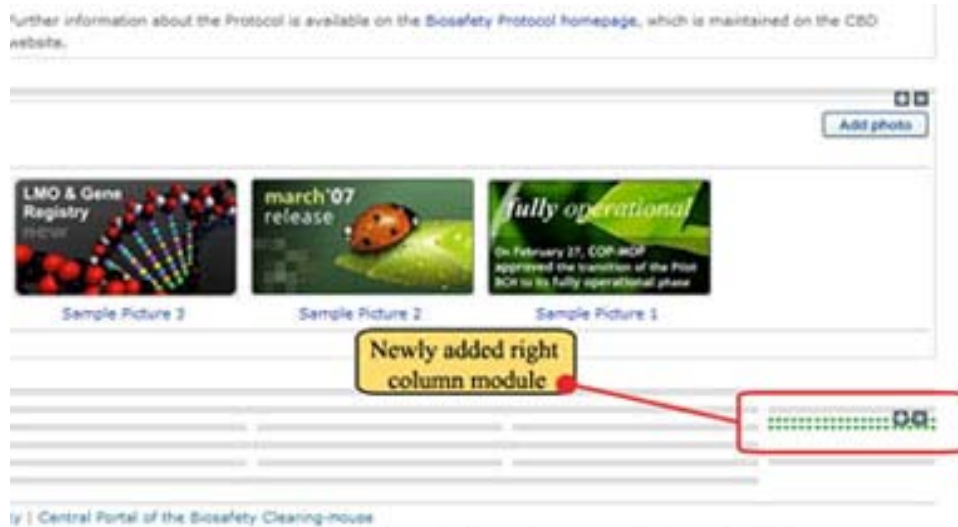 Further information about the Protocol is available on the Biosafety Protocol homepage, which is maintained on the CBD
website.
Add photo
LMO & Gene
Registry
new
march'07
release
fully operational
On February 27, COP-MOP
approved the transition of the Pilot
BCH to its fully operational phase
Sample Picture 3
Sample Picture 2
Sample Picture 1
Newly added right
column module
y | Central Portal of the Biosafety Clearing-house